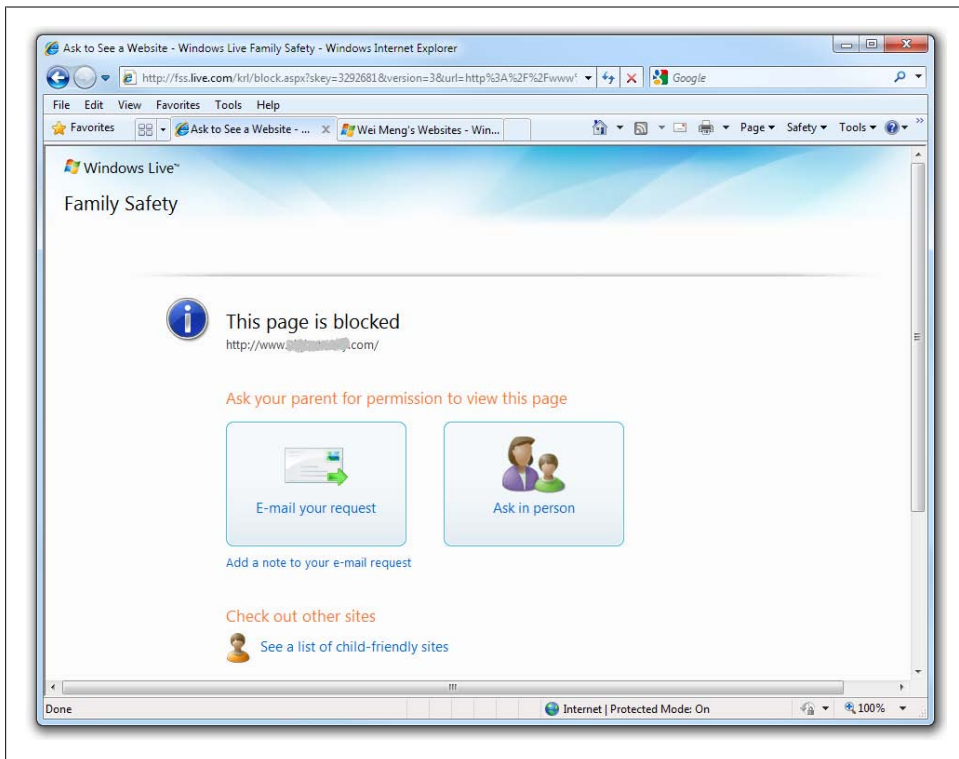 Ask to See a Website - Windows Live Family Safety - Windows Internet Explorer
http://fss.live.com/krl/block.aspx?skey=3292681&version=3&url=http%3A%2F%2Fwww% Google
File Edit View Favorites Tools Help
Favorites Ask to See a Website - ... x Wei Meng's Websites - Win... Page Safety Tools
Windows Live™
Family Safety
This page is blocked
http://www. .com/
Ask your parent for permission to view this page
E-mail your request Ask in person
Add a note to your e-mail request
Check out other sites
See a list of child-friendly sites
Done Internet | Protected Mode: On 100%